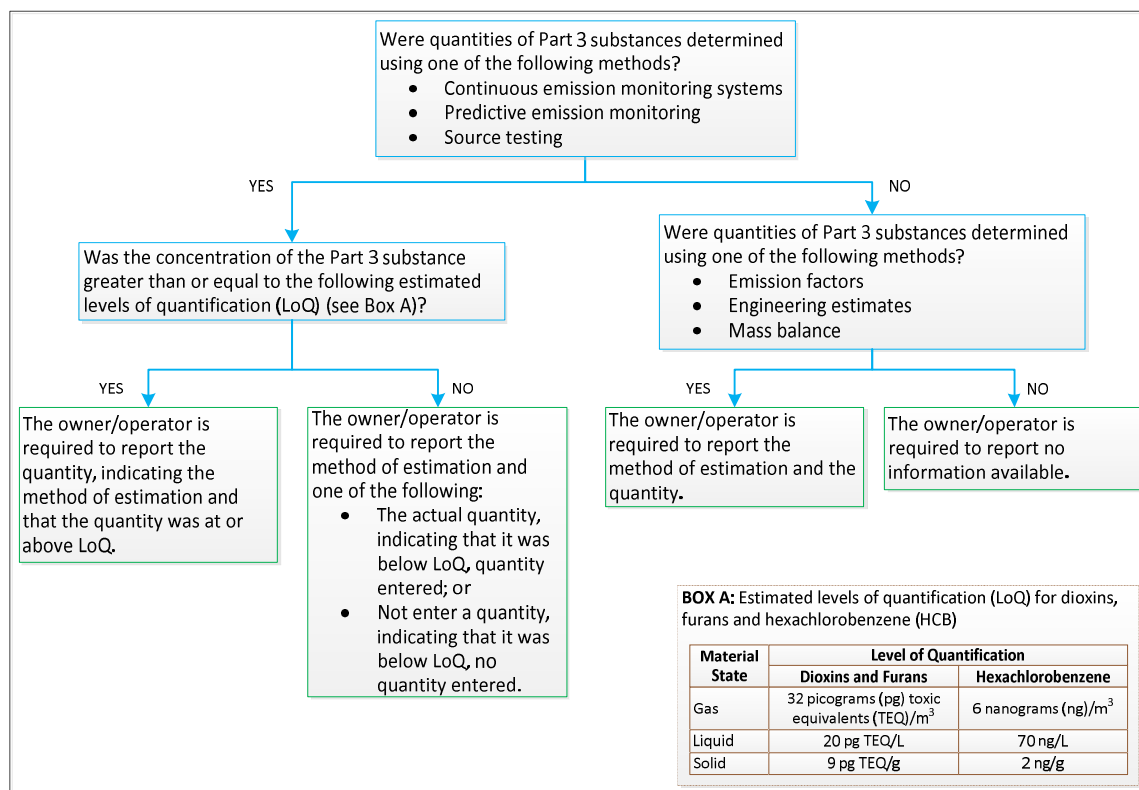 Were quantities of Part 3 substances determined
using one of the following methods?
• Continuous emission monitoring systems
• Predictive emission monitoring
• Source testing
YES
NO
Was the concentration of the Part 3 substance
greater than or equal to the following estimated
levels of quantification (LoQ) (see Box A)?
Were quantities of Part 3 substances determined
using one of the following methods?
• Emission factors
• Engineering estimates
• Mass balance
YES
NO
YES
NO
The owner/operator is
required to report the
quantity, indicating the
method of estimation and
that the quantity was at or
above LoQ.
The owner/operator is
required to report the
method of estimation and
one of the following:
• The actual quantity,
indicating that it was
below LoQ, quantity
entered; or
• Not enter a quantity,
indicating that it was
below LoQ, no
quantity entered.
The owner/operator is
required to report the
method of estimation and the
quantity.
The owner/operator is
required to report no
information available.
BOX A: Estimated levels of quantification (LoQ) for dioxins,
furans and hexachlorobenzene (HCB)
Material
State
Level of Quantification
Dioxins and Furans
Hexachlorobenzene
Gas
32 picograms (pg) toxic
equivalents (TEQ)/m³
6 nanograms (ng)/m³
Liquid
20 pg TEQ/L
70 ng/L
Solid
9 pg TEQ/g
2 ng/g